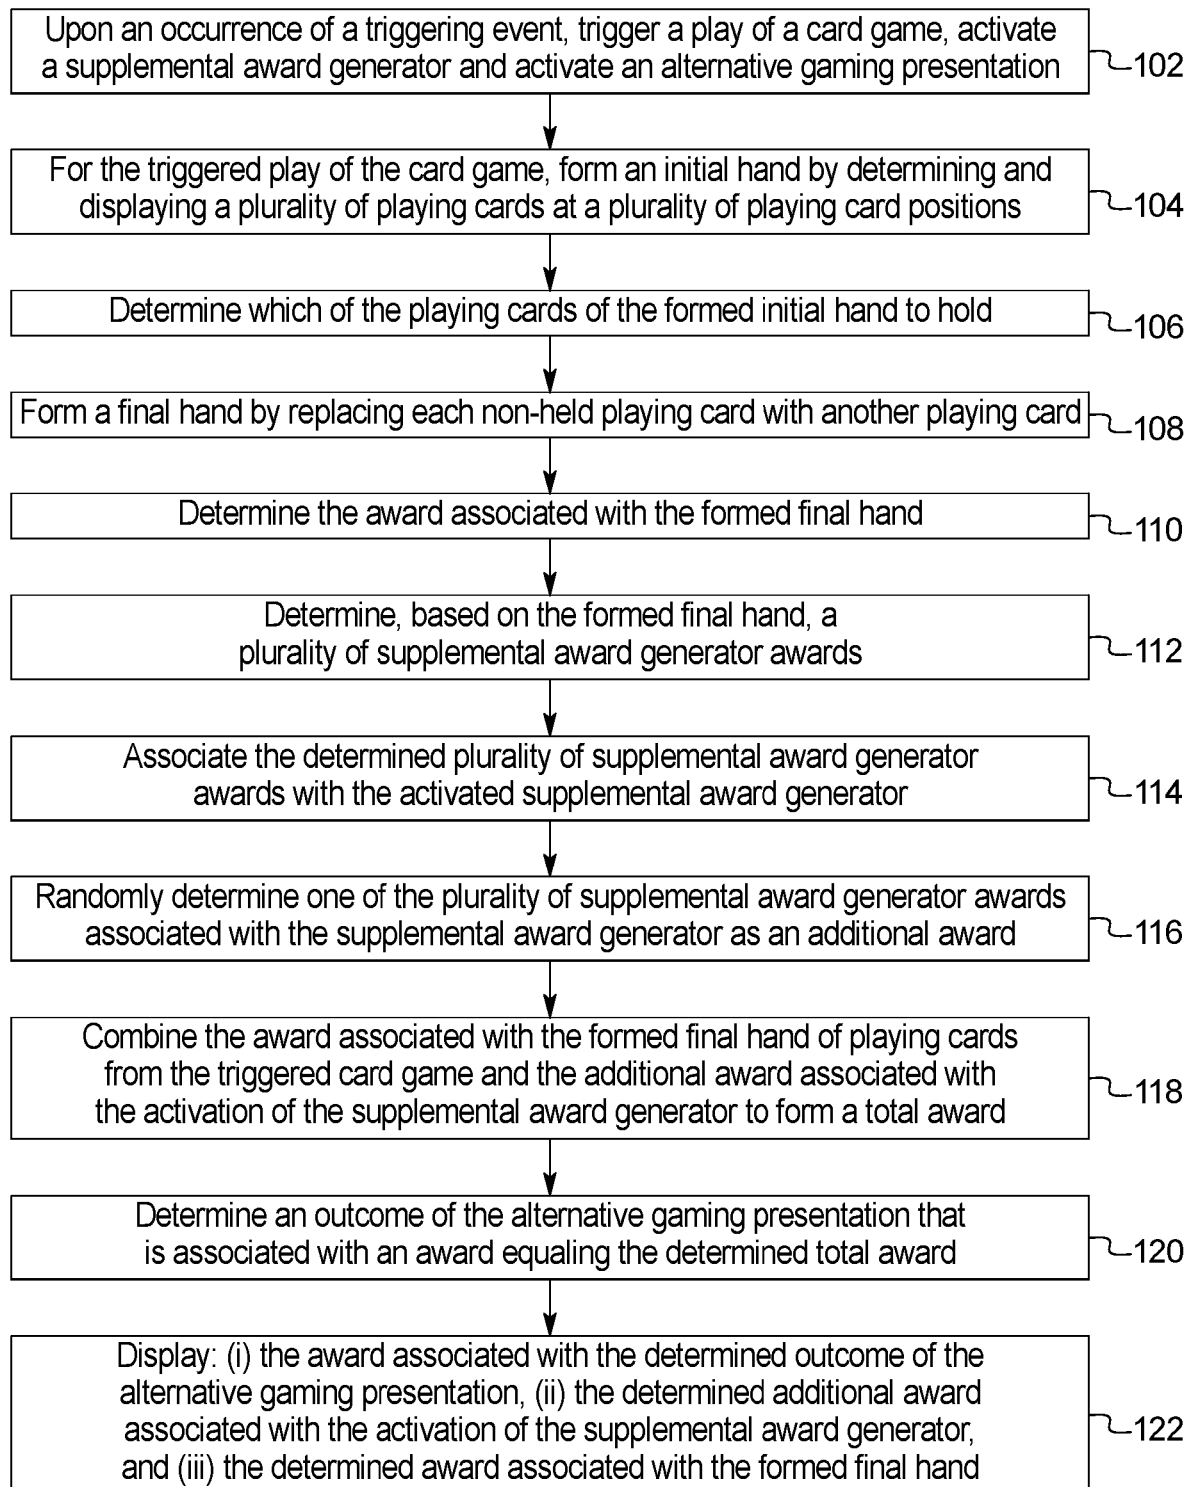 Upon an occurrence of a triggering event, trigger a play of a card game, activate
a supplemental award generator and activate an alternative gaming presentation
102
For the triggered play of the card game, form an initial hand by determining and
displaying a plurality of playing cards at a plurality of playing card positions
104
Determine which of the playing cards of the formed initial hand to hold
106
Form a final hand by replacing each non-held playing card with another playing card
108
Determine the award associated with the formed final hand
110
Determine, based on the formed final hand, a
plurality of supplemental award generator awards
112
Associate the determined plurality of supplemental award generator
awards with the activated supplemental award generator
114
Randomly determine one of the plurality of supplemental award generator awards
associated with the supplemental award generator as an additional award
116
Combine the award associated with the formed final hand of playing cards
from the triggered card game and the additional award associated with
the activation of the supplemental award generator to form a total award
118
Determine an outcome of the alternative gaming presentation that
is associated with an award equaling the determined total award
120
Display: (i) the award associated with the determined outcome of the
alternative gaming presentation, (ii) the determined additional award
associated with the activation of the supplemental award generator,
and (iii) the determined award associated with the formed final hand
122